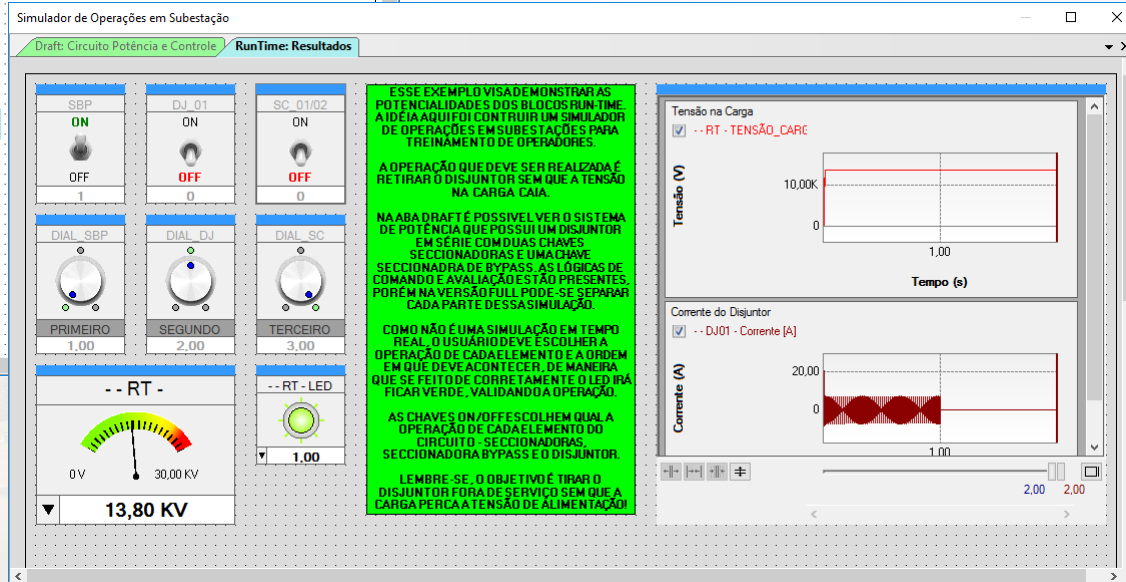 Simulador de Operações em Subestação
Draft: Circuito Potência e Controle
RunTime: Resultados
SBP
ON
OFF
1
DJ_01
ON
OFF
0
SC_01/02
ON
OFF
0
DIAL_SBP
PRIMEIRO
1,00
DIAL_DJ
SEGUNDO
2,00
DIAL_SC
TERCEIRO
3,00
- - RT -
0 V
30,00 KV
13,80 KV
- - RT - LED
1,00
ESSE EXEMPLO VISA DEMONSTRAR AS
POTENCIALIDADES DOS BLOCOS RUN-TIME.
A IDÉIA AQUI FOI CONTRUIR UM SIMULADOR
DE OPERAÇÕES EM SUBESTAÇÕES PARA
TREINAMENTO DE OPERADORES.
A OPERAÇÃO QUE DEVE SER REALIZADA É
RETIRAR O DISJUNTOR SEM QUE A TENSÃO
NA CARGA CAIA.
NA ABA DRAFT É POSSIVEL VER O SISTEMA
DE POTÊNCIA QUE POSSUI UM DISJUNTOR
EM SÉRIE COM DUAS CHAVES
SECCIONADORAS E UMA CHAVE
SECCIONADRA DE BYPASS. AS LÓGICAS DE
COMANDO E AVALIAÇÃO ESTÃO PRESENTES,
PORÉM NA VERSÃO FULL PODE-SE SEPARAR
CADA PARTE DESSA SIMULAÇÃO.
COMO NÃO É UMA SIMULAÇÃO EM TEMPO
REAL, O USUÁRIO DEVE ESCOLHER A
OPERAÇÃO DE CADA ELEMENTO E A ORDEM
EM QUE DEVE ACONTECER, DE MANEIRA
QUE SE FEITO DE CORRETAMENTE O LED IRÁ
FICAR VERDE, VALIDANDO A OPERAÇÃO.
AS CHAVES ON/OFF ESCOLHEM QUAL A
OPERAÇÃO DE CADA ELEMENTO DO
CIRCUITO - SECCIONADORAS,
SECCIONADORA BYPASS E O DISJUNTOR.
LEMBRE-SE, O OBJETIVO É TIRAR O
DISJUNTOR FORA DE SERVIÇO SEM QUE A
CARGA PERCA A TENSÃO DE ALIMENTAÇÃO!
Tensão na Carga
- - RT - TENSÃO_CARG
Tensão (V)
10,00K
0
1,00
Tempo (s)
Corrente do Disjuntor
- - DJ01 - Corrente [A]
Corrente (A)
20,00
0
1,00
2,00
2,00